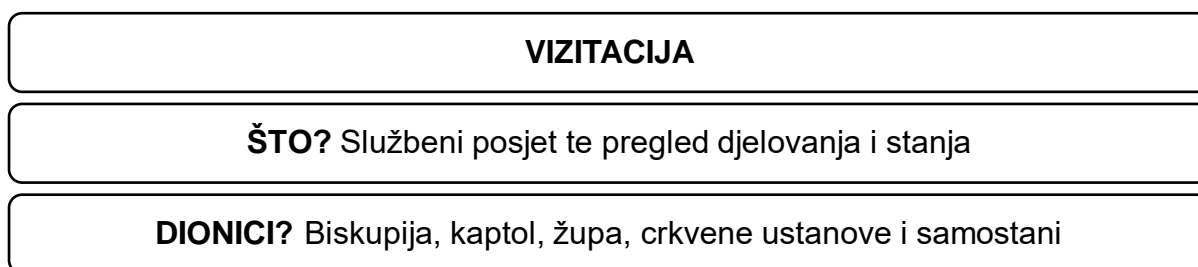 VIZITACIJA
ŠTO? Službeni posjet te pregled djelovanja i stanja
DIONICI? Biskupija, kaptol, župa, crkvene ustanove i samostani